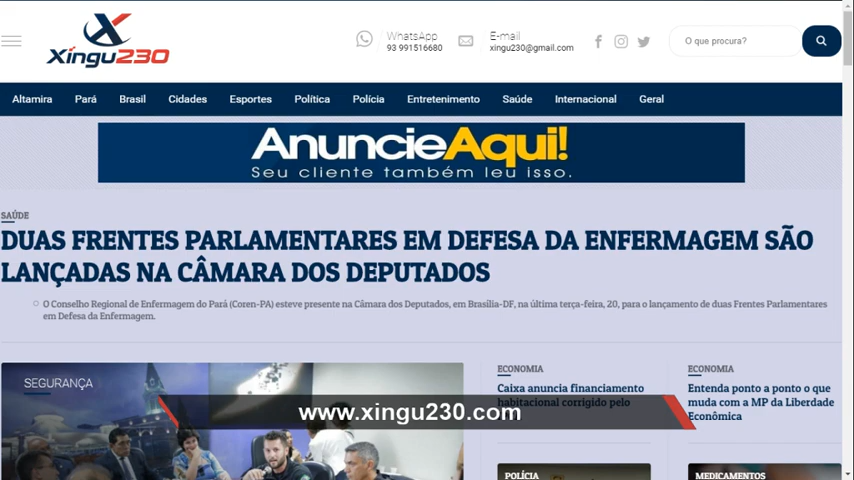 Xingu230
WhatsApp
93 991516680
E-mail
xingu230@gmail.com
O que procura?
Altamira Pará Brasil Cidades Esportes Política Polícia Entretenimento Saúde Internacional Geral
AnuncieAqui!
Seu cliente também leu isso.
SAÚDE
DUAS FRENTES PARLAMENTARES EM DEFESA DA ENFERMAGEM SÃO
LANÇADAS NA CÂMARA DOS DEPUTADOS
O Conselho Regional de Enfermagem do Pará (Coren-PA) esteve presente na Câmara dos Deputados, em Brasília-DF, na última terça-feira, 20, para o lançamento de duas Frentes Parlamentares
em Defesa da Enfermagem.
SEGURANÇA
ECONOMIA
Caixa anuncia financiamento
habitacional corrigido pelo
ECONOMIA
Entenda ponto a ponto o que
muda com a MP da Liberdade
Econômica
www.xingu230.com
POLÍCIA
MEDICAMENTOS